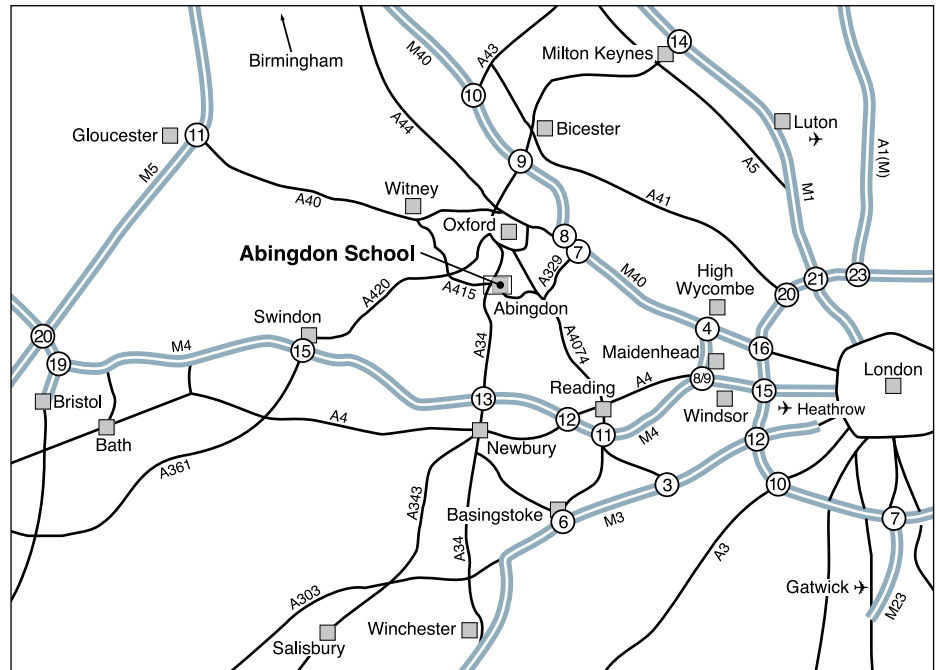 Birmingham
M40
A43
Milton Keynes
14
10
A44
Gloucester
11
Bicester
Luton
A1(M)
M5
9
A5
M1
Witney
A40
A41
Oxford
8
7
Abingdon School
A329
M40
21
23
A415
A420
Abingdon
High
Wycombe
20
Swindon
4
20
19
M4
15
A34
A4074
Maidenhead
16
London
Reading
A4
8/9
15
13
Windsor
Heathrow
Bristol
Bath
A4
12
11
M4
12
Newbury
A361
A343
3
10
Basingstoke
6
M3
7
A34
A3
A303
Gatwick
M23
Salisbury
Winchester